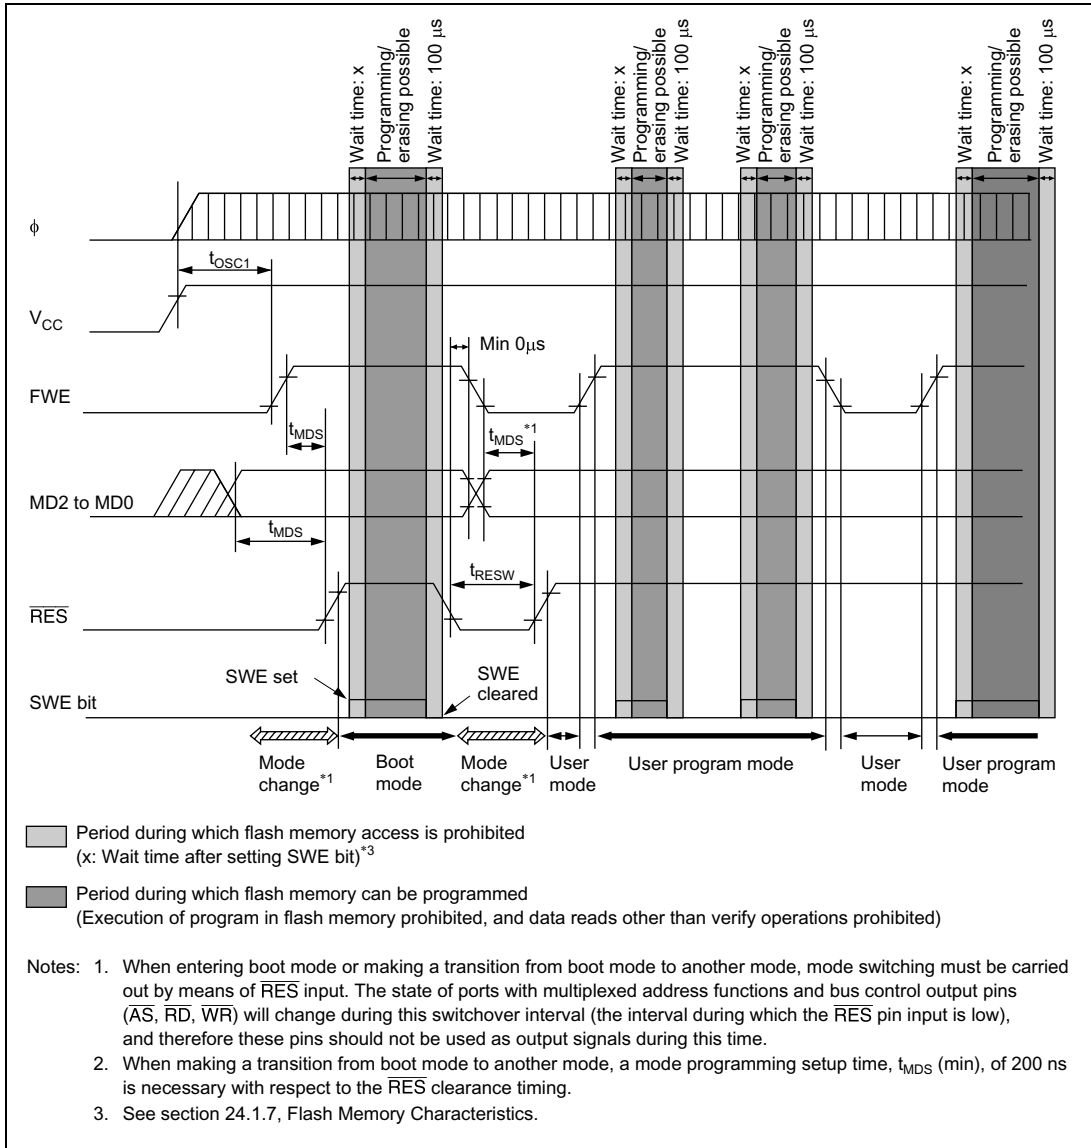 Wait time: x
Programming/
erasing possible
Wait time: 100 μs
Wait time: x
Programming/
erasing possible
Wait time: 100 μs
Wait time: x
Programming/
erasing possible
Wait time: 100 μs
Wait time: x
Programming/
erasing possible
Wait time: 100 μs
ϕ
tOSC1
VCC
Min 0μs
FWE
tMDS
tMDS*1
MD2 to MD0
tMDS
tRESW
RES
SWE set
SWE
cleared
SWE bit
Mode
change*1
Boot
mode
Mode
change*1
User
mode
User program mode
User
mode
User program
mode
Period during which flash memory access is prohibited
(x: Wait time after setting SWE bit)*3
Period during which flash memory can be programmed
(Execution of program in flash memory prohibited, and data reads other than verify operations prohibited)
Notes: 1. When entering boot mode or making a transition from boot mode to another mode, mode switching must be carried
out by means of RES input. The state of ports with multiplexed address functions and bus control output pins
(AS, RD, WR) will change during this switchover interval (the interval during which the RES pin input is low),
and therefore these pins should not be used as output signals during this time.
2. When making a transition from boot mode to another mode, a mode programming setup time, tMDS (min), of 200 ns
is necessary with respect to the RES clearance timing.
3. See section 24.1.7, Flash Memory Characteristics.